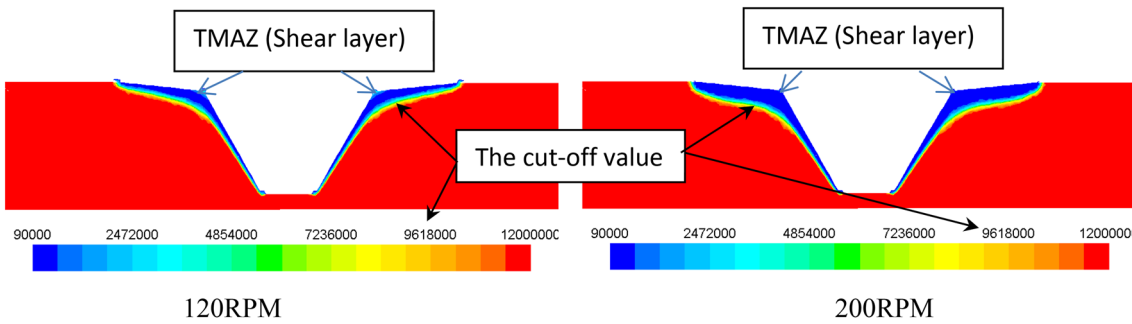 TMAZ (Shear layer)
TMAZ (Shear layer)
The cut-off value
90000 2472000 4854000 7236000 9618000 12000000
90000 2472000 4854000 7236000 9618000 1200000
120RPM
200RPM